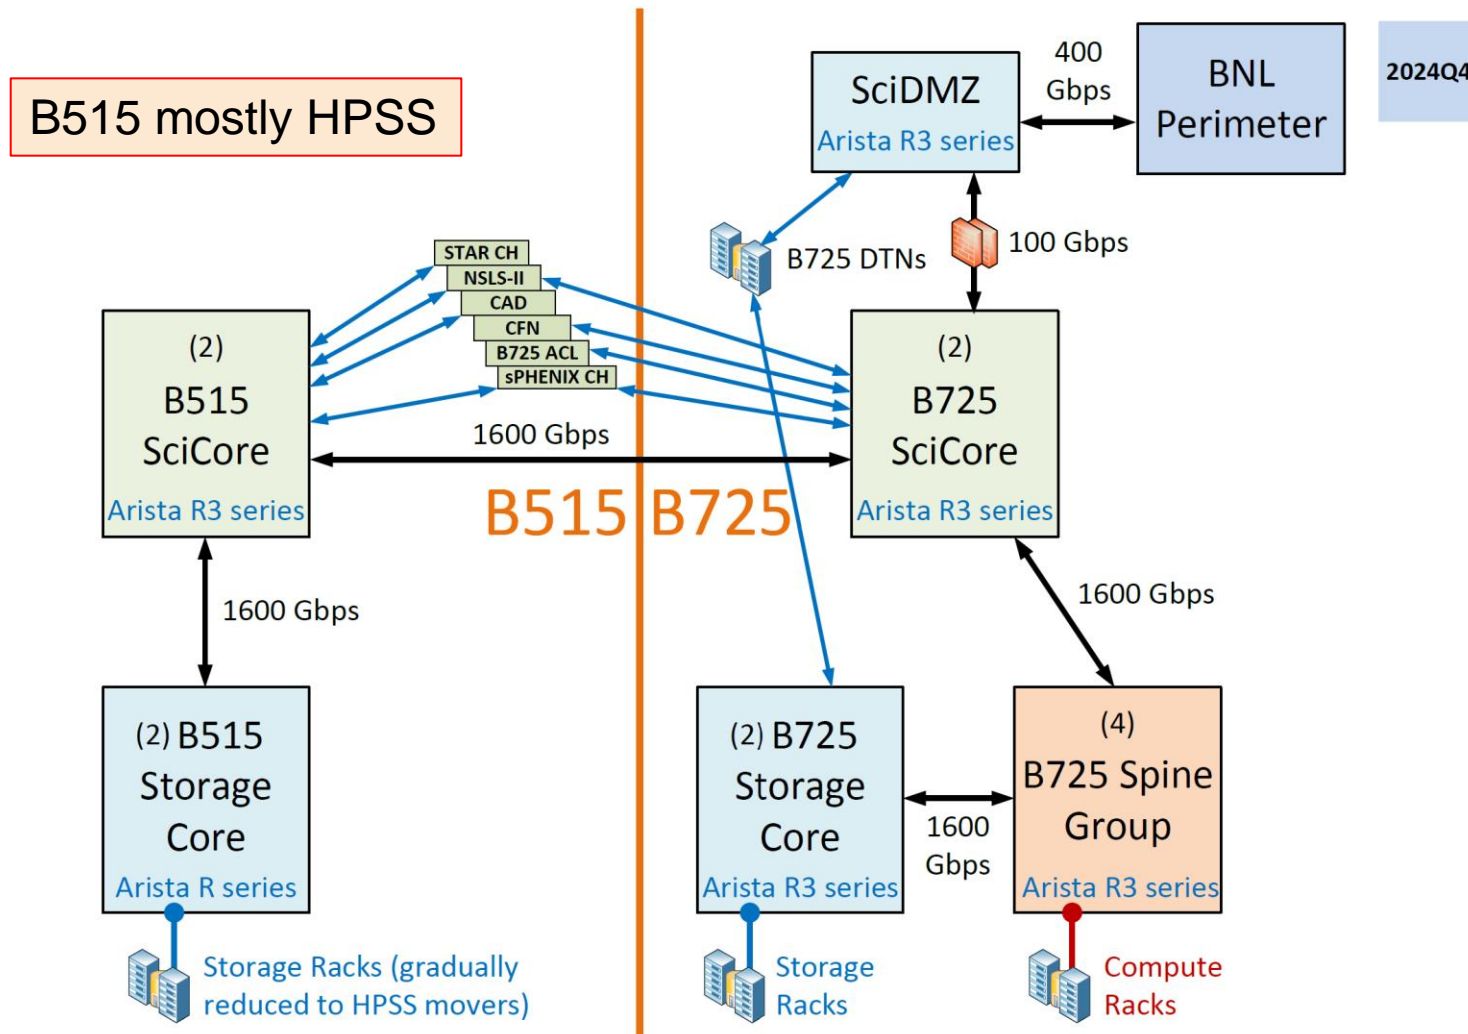 B515 mostly HPSS
SciDMZ
Arista R3 series
400
Gbps
BNL
Perimeter
2024Q4
B725 DTNs
100 Gbps
STAR CH
NSLS-II
CAD
CFN
B725 ACL
sPHENIX CH
(2)
B515
SciCore
Arista R3 series
1600 Gbps
(2)
B725
SciCore
Arista R3 series
B515
B725
1600 Gbps
1600 Gbps
(2) B515
Storage
Core
Arista R series
(2) B725
Storage
Core
Arista R3 series
1600
Gbps
(4)
B725 Spine
Group
Arista R3 series
Storage Racks (gradually
reduced to HPSS movers)
Storage
Racks
Compute
Racks